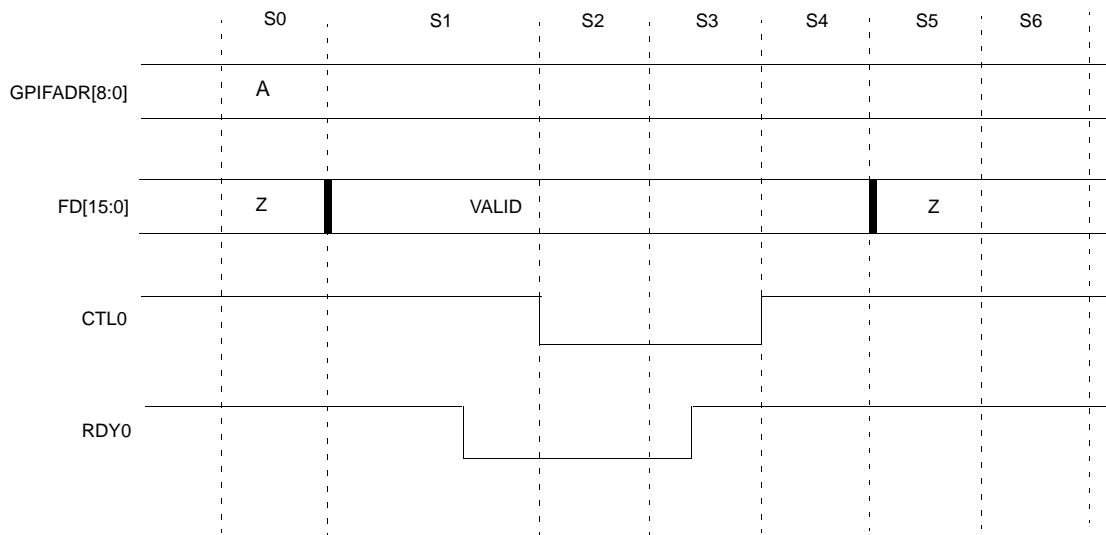 S0 S1 S2 S3 S4 S5 S6
GPIFADR[8:0] A
FD[15:0] Z VALID Z
CTL0
RDY0